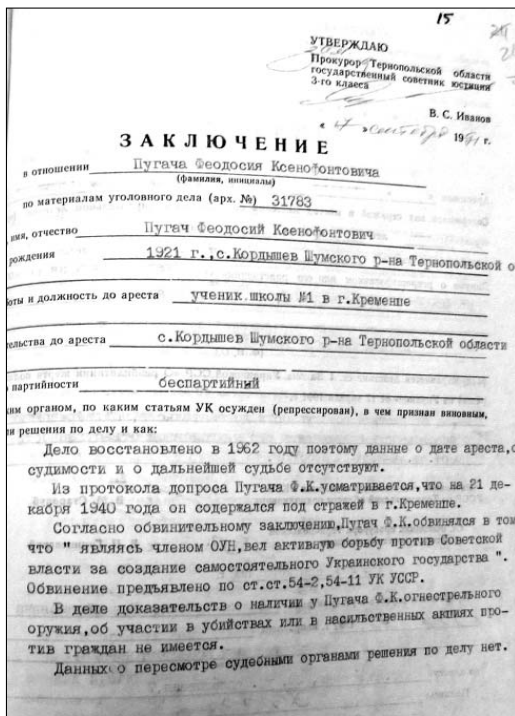 15
УТВЕРЖДАЮ
Прокурор Тернопольской области
государственный советник юстиции
3-го класса
В. С. Иванов
сентября 1991 г.
ЗАКЛЮЧЕНИЕ
в отношении Пугача Феодосия Ксенофонтовича
(фамилия, инициалы)
по материалам уголовного дела (арх. №) 31783
имя, отчество Пугач Феодосий Ксенофонтович
рождения 1921 г.,с.Кордышев Шумского р-на Тернопольской о
оты и должность до ареста ученик школы №1 в г.Кременце
тельства до ареста с.Кордышев Шумского р-на Тернопольской области
партийности беспартийный
ким органом, по каким статьям УК осужден (репрессирован), в чем признан виновным,
и решения по делу и как:
Дело восстановлено в 1962 году поэтому данные о дате ареста,о
судимости и о дальнейшей судьбе отсутствуют.
Из протокола допроса Пугача Ф.К.усматривается,что на 21 де-
кабря 1940 года он содержался под стражей в г.Кременце.
Согласно обвинительному заключению,Пугач Ф.К.обвинялся в том
что " являясь членом ОУН,вел активную борьбу против Советской
власти за создание самостоятельного Украинского государства ".
Обвинение предъявлено по ст.ст.54-2,54-11 УК УССР.
В деле доказательств о наличии у Пугача Ф.К.огнестрельного
оружия,об участии в убийствах или в насильственных акциях про-
тив граждан не имеется.
Данных о пересмотре судебными органами решения по делу нет.